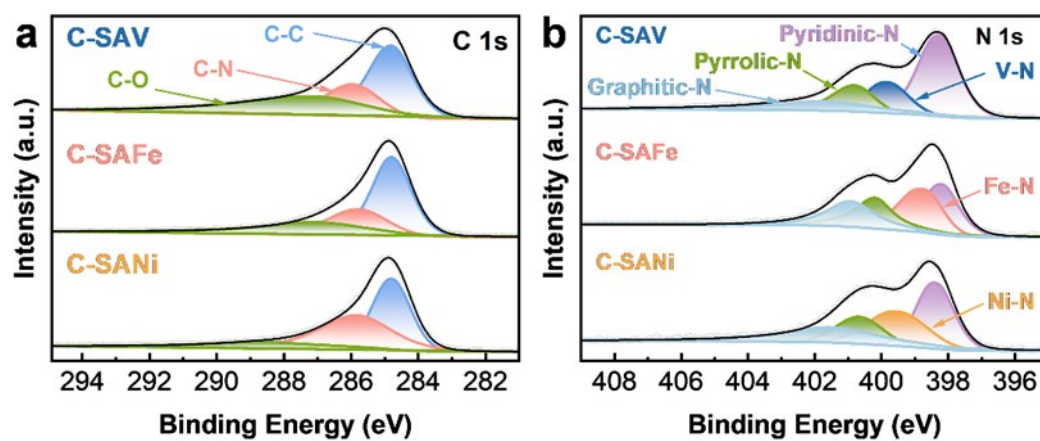 a
C 1s
C-SAV
C-C
C-N
C-O
C-SAFe
C-SANi
Intensity (a.u.)
294 292 290 288 286 284 282
Binding Energy (eV)
b
N 1s
C-SAV
Pyridinic-N
Pyrrolic-N
V-N
Graphitic-N
C-SAFe
Fe-N
C-SANi
Ni-N
Intensity (a.u.)
408 406 404 402 400 398 396
Binding Energy (eV)